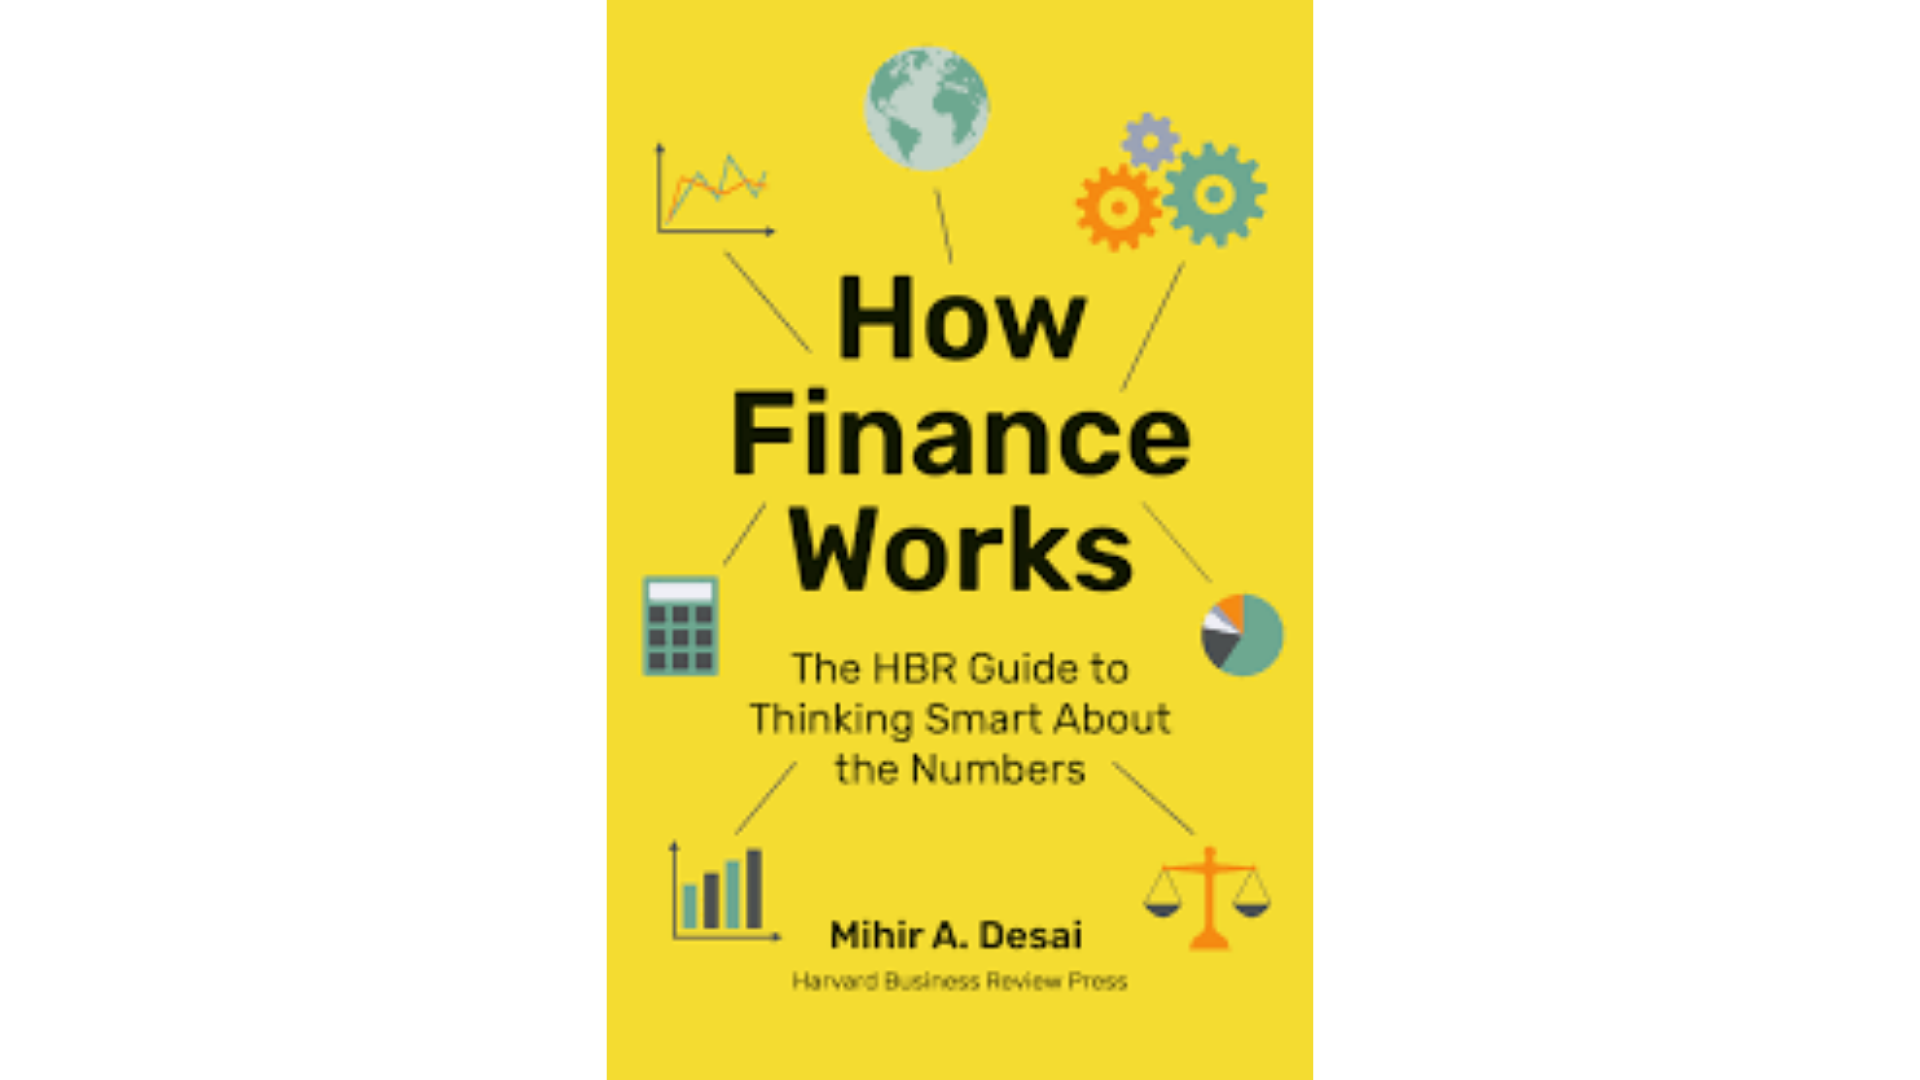 How
Finance
Works
The HBR Guide to
Thinking Smart About
the Numbers
Mihir A. Desai
Harvard Business Review Press